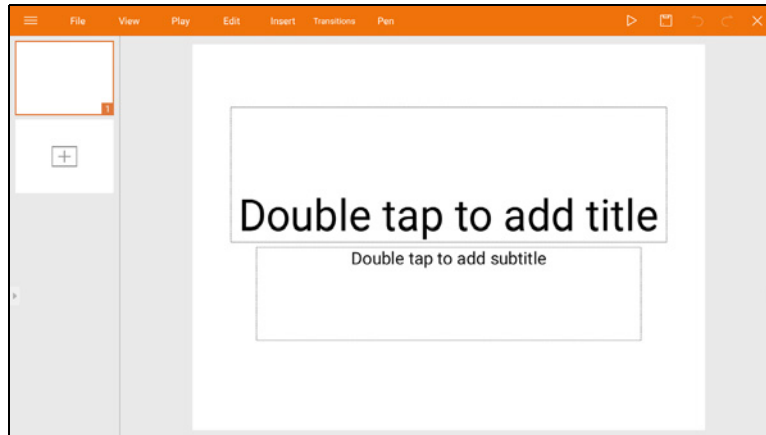 File View Play Edit Insert Transitions Pen
1
Double tap to add title
Double tap to add subtitle